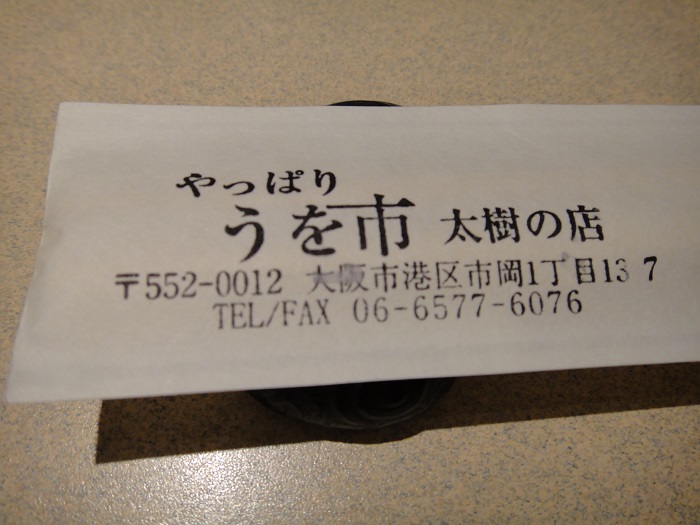 やっぱり
うを市 太樹の店
〒552-0012 大阪市港区市岡1丁目13 7
TEL/FAX 06-6577-6076